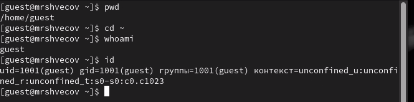 [guest@mrshvecov ~]$ pwd
/home/guest
[guest@mrshvecov ~]$ cd ~
[guest@mrshvecov ~]$ whoami
guest
[guest@mrshvecov ~]$ id
uid=1001(guest) gid=1001(guest) группы=1001(guest) контекст=unconfined_u:unconfi
ned_r:unconfined_t:s0-s0:c0.c1023
[guest@mrshvecov ~]$